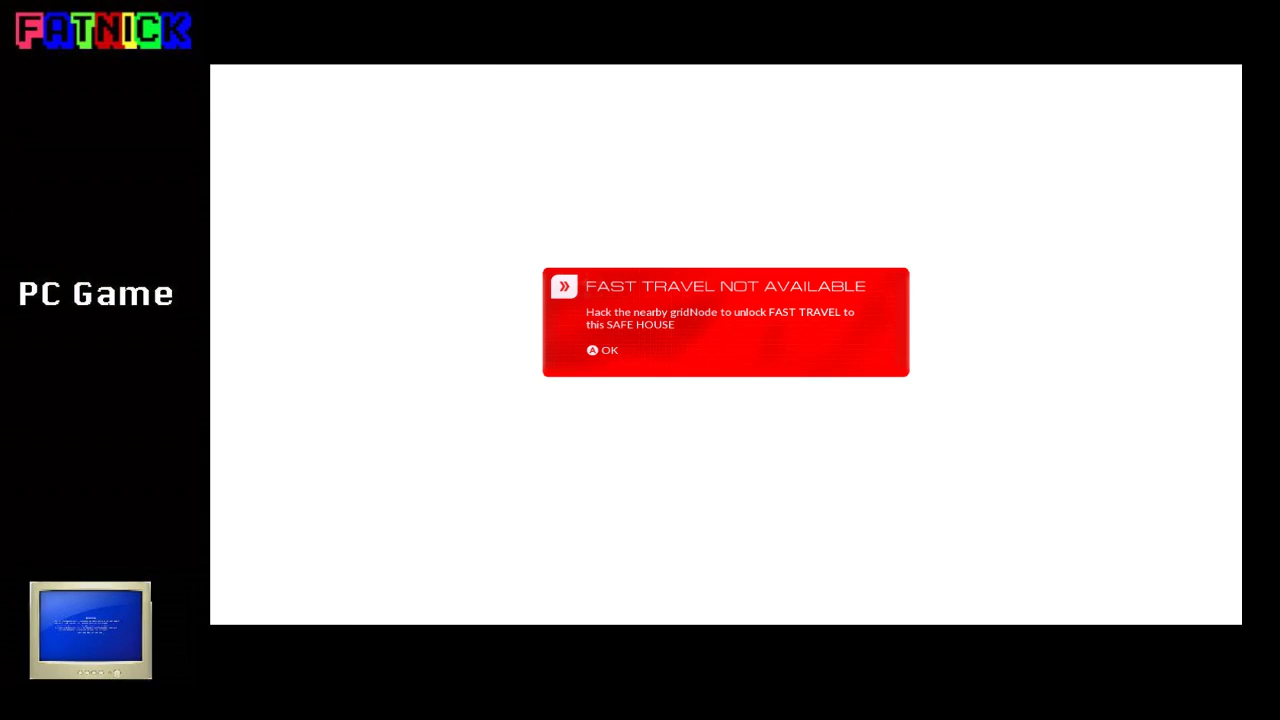 FATNICK
FAST TRAVEL NOT AVAILABLE
Hack the nearby gridNode to unlock FAST TRAVEL to
this SAFE HOUSE
A OK
PC Game